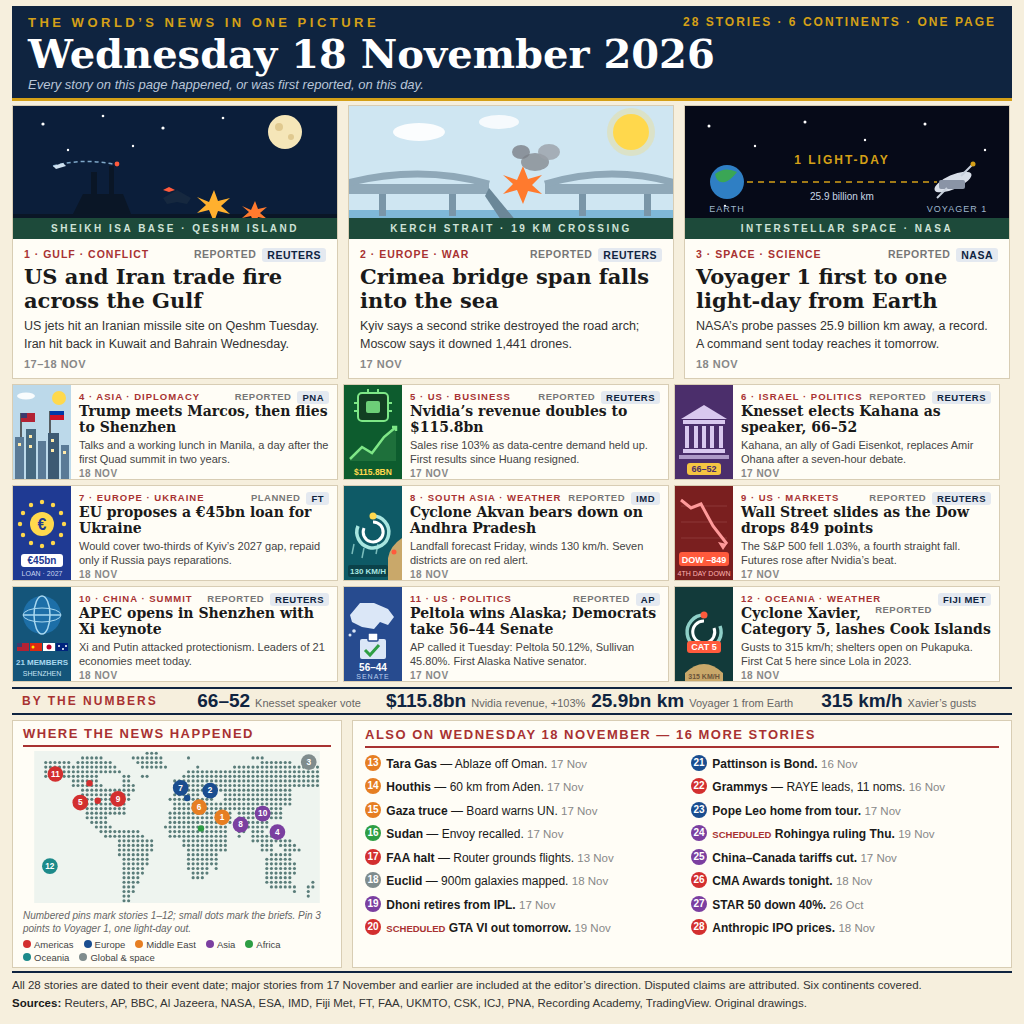 THE WORLD'S NEWS IN ONE PICTURE
28 STORIES · 6 CONTINENTS · ONE PAGE
Wednesday 18 November 2026
Every story on this page happened, or was first reported, on this day.
SHEIKH ISA BASE · QESHM ISLAND
1 · GULF · CONFLICT
REPORTED REUTERS
US and Iran trade fire
across the Gulf
US jets hit an Iranian missile site on Qeshm Tuesday.
Iran hit back in Kuwait and Bahrain Wednesday.
17–18 NOV
KERCH STRAIT · 19 KM CROSSING
2 · EUROPE · WAR
REPORTED REUTERS
Crimea bridge span falls
into the sea
Kyiv says a second strike destroyed the road arch;
Moscow says it downed 1,441 drones.
17 NOV
1 LIGHT-DAY
25.9 billion km
EARTH
VOYAGER 1
INTERSTELLAR SPACE · NASA
3 · SPACE · SCIENCE
REPORTED NASA
Voyager 1 first to one
light-day from Earth
NASA's probe passes 25.9 billion km away, a record.
A command sent today reaches it tomorrow.
18 NOV
4 · ASIA · DIPLOMACY
REPORTED PNA
Trump meets Marcos, then flies
to Shenzhen
Talks and a working lunch in Manila, a day after the
first Quad summit in two years.
18 NOV
$115.8BN
5 · US · BUSINESS
REPORTED REUTERS
Nvidia's revenue doubles to
$115.8bn
Sales rise 103% as data-centre demand held up.
First results since Huang resigned.
17 NOV
66–52
6 · ISRAEL · POLITICS
REPORTED REUTERS
Knesset elects Kahana as
speaker, 66–52
Kahana, an ally of Gadi Eisenkot, replaces Amir
Ohana after a seven-hour debate.
17 NOV
€
€45bn
LOAN · 2027
7 · EUROPE · UKRAINE
PLANNED FT
EU proposes a €45bn loan for
Ukraine
Would cover two-thirds of Kyiv's 2027 gap, repaid
only if Russia pays reparations.
18 NOV
130 KM/H
8 · SOUTH ASIA · WEATHER
REPORTED IMD
Cyclone Akvan bears down on
Andhra Pradesh
Landfall forecast Friday, winds 130 km/h. Seven
districts are on red alert.
18 NOV
DOW –849
4TH DAY DOWN
9 · US · MARKETS
REPORTED REUTERS
Wall Street slides as the Dow
drops 849 points
The S&P 500 fell 1.03%, a fourth straight fall.
Futures rose after Nvidia's beat.
17 NOV
21 MEMBERS
SHENZHEN
10 · CHINA · SUMMIT
REPORTED REUTERS
APEC opens in Shenzhen with
Xi keynote
Xi and Putin attacked protectionism. Leaders of 21
economies meet today.
18 NOV
56–44
SENATE
11 · US · POLITICS
REPORTED AP
Peltola wins Alaska; Democrats
take 56–44 Senate
AP called it Tuesday: Peltola 50.12%, Sullivan
45.80%. First Alaska Native senator.
17 NOV
CAT 5
315 KM/H
12 · OCEANIA · WEATHER
REPORTED FIJI MET
Cyclone Xavier,
Category 5, lashes Cook Islands
Gusts to 315 km/h; shelters open on Pukapuka.
First Cat 5 here since Lola in 2023.
18 NOV
BY THE NUMBERS
66–52 Knesset speaker vote
$115.8bn Nvidia revenue, +103%
25.9bn km Voyager 1 from Earth
315 km/h Xavier's gusts
WHERE THE NEWS HAPPENED
11
3
5
9
7
2
6
1
8
10
4
12
Numbered pins mark stories 1–12; small dots mark the briefs. Pin 3
points to Voyager 1, one light-day out.
Americas Europe Middle East Asia Africa
Oceania Global & space
ALSO ON WEDNESDAY 18 NOVEMBER — 16 MORE STORIES
13 Tara Gas — Ablaze off Oman. 17 Nov
14 Houthis — 60 km from Aden. 17 Nov
15 Gaza truce — Board warns UN. 17 Nov
16 Sudan — Envoy recalled. 17 Nov
17 FAA halt — Router grounds flights. 13 Nov
18 Euclid — 900m galaxies mapped. 18 Nov
19 Dhoni retires from IPL. 17 Nov
20 SCHEDULED GTA VI out tomorrow. 19 Nov
21 Pattinson is Bond. 16 Nov
22 Grammys — RAYE leads, 11 noms. 16 Nov
23 Pope Leo home from tour. 17 Nov
24 SCHEDULED Rohingya ruling Thu. 19 Nov
25 China–Canada tariffs cut. 17 Nov
26 CMA Awards tonight. 18 Nov
27 STAR 50 down 40%. 26 Oct
28 Anthropic IPO prices. 18 Nov
All 28 stories are dated to their event date; major stories from 17 November and earlier are included at the editor's direction. Disputed claims are attributed. Six continents covered.
Sources: Reuters, AP, BBC, Al Jazeera, NASA, ESA, IMD, Fiji Met, FT, FAA, UKMTO, CSK, ICJ, PNA, Recording Academy, TradingView. Original drawings.